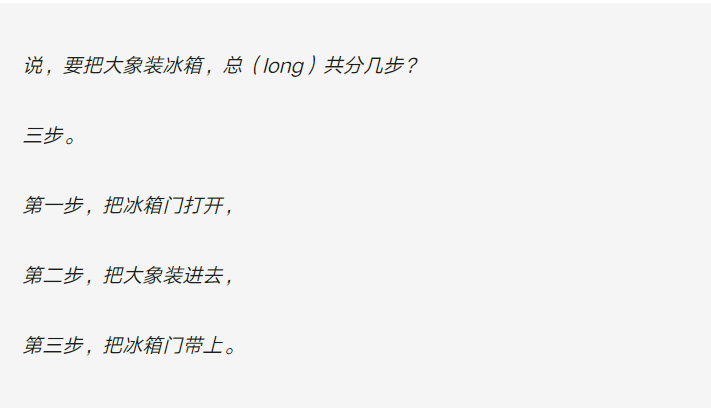 说，要把大象装冰箱，总（long）共分几步？
三步。
第一步，把冰箱门打开，
第二步，把大象装进去，
第三步，把冰箱门带上。